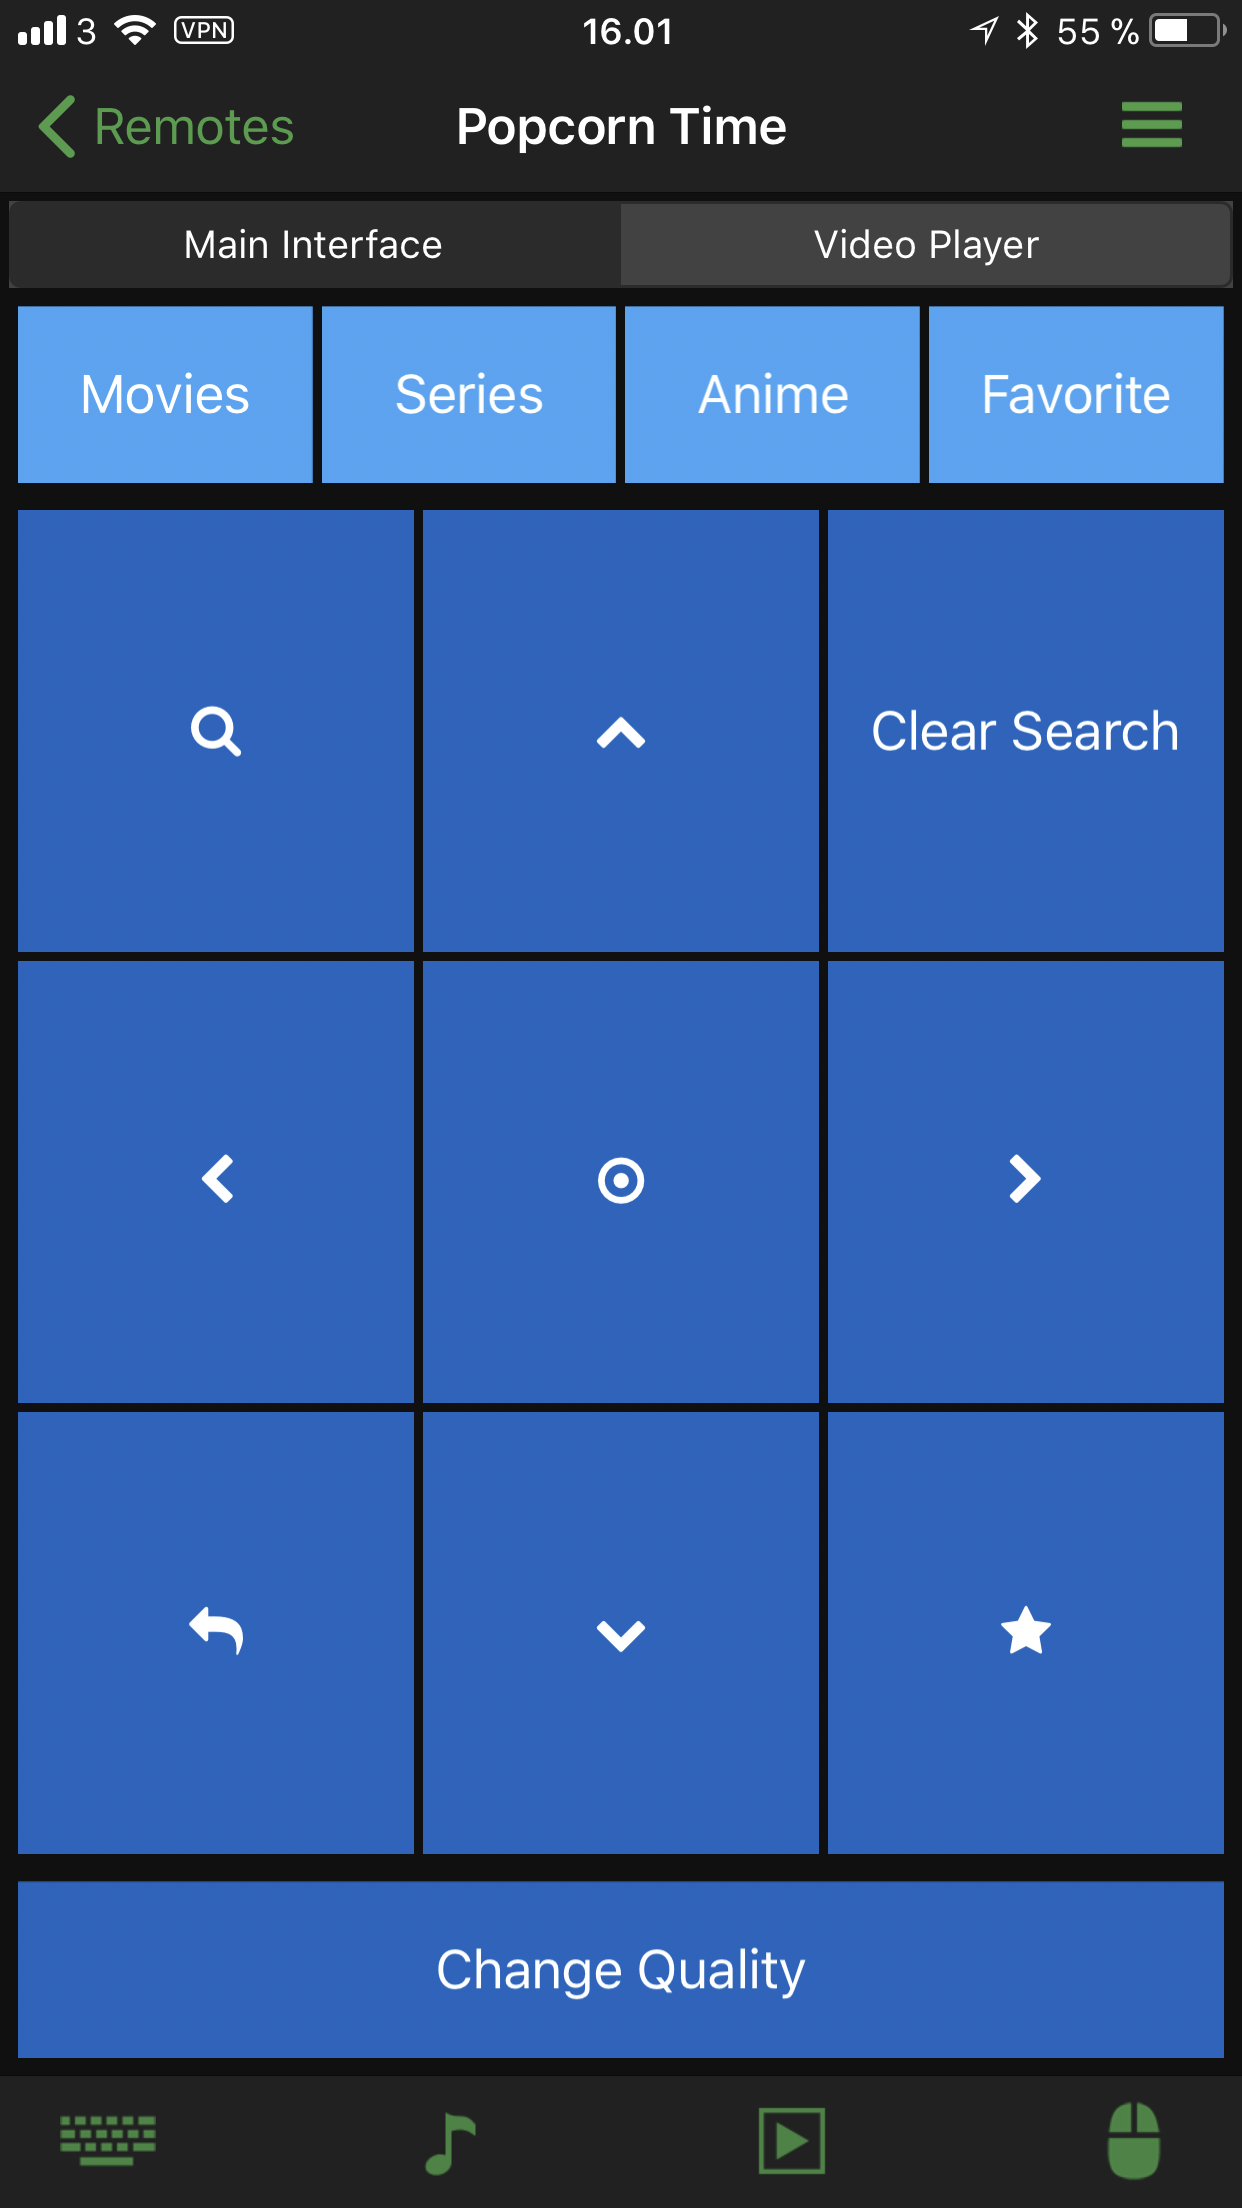 3 VPN 16.01 55 %
Remotes Popcorn Time
Main Interface Video Player
Movies Series Anime Favorite
Clear Search
Change Quality